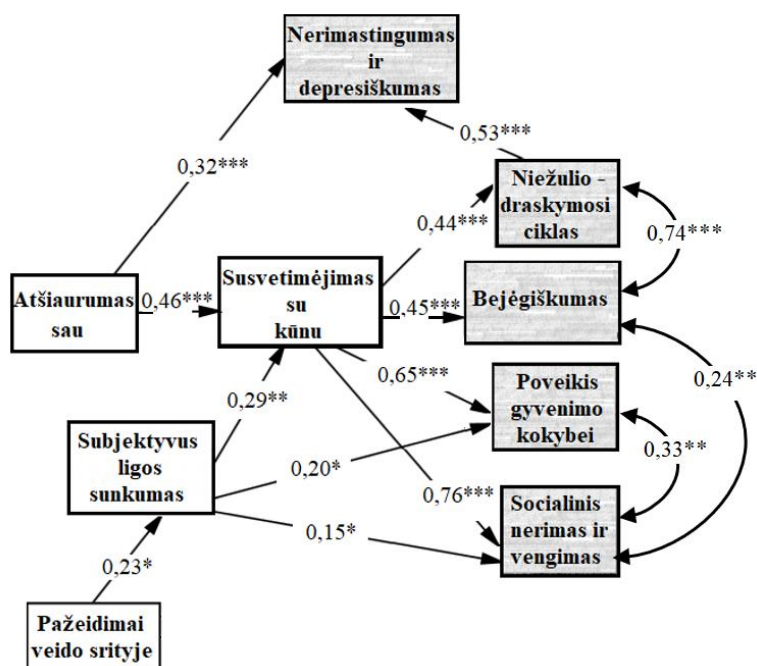 Nerimastingumas
ir
depresiškumas
0,53***
0,32***
Niežulio -
draskymosi
ciklas
0,44***
0,74***
Atšiaurumas
sau
0,46***
Susvetimėjimas
su
kūnu
0,45***
Bejėgiškumas
0,65***
0,24**
0,29**
Poveikis
gyvenimo
kokybei
Subjektyvus
ligos
sunkumas
0,20*
0,33**
0,76***
Socialinis
nerimas ir
vengimas
0,15*
0,23*
Pažeidimai
veido srityje